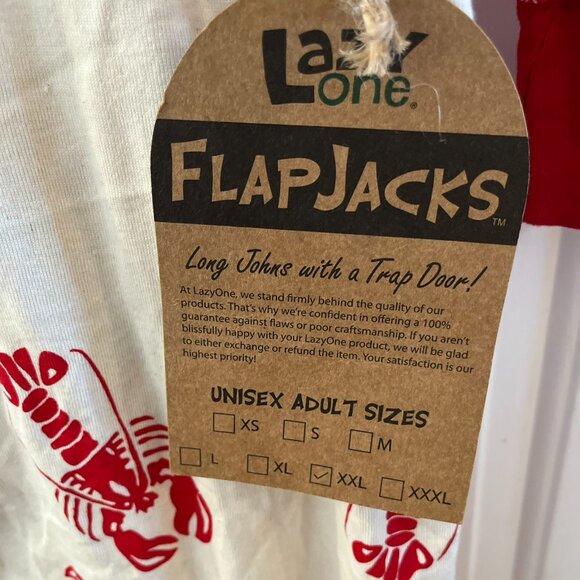 Lazy
one®
FLAPJACKS™
Long Johns with a Trap Door!
At LazyOne, we stand firmly behind the quality of our
products. That's why we're confident in offering a 100%
guarantee against flaws or poor craftsmanship. If you aren't
blissfully happy with your LazyOne product, we will be glad
to either exchange or refund the item. Your satisfaction is our
highest priority!
UNISEX ADULT SIZES
XS S M
L XL XXL XXXL